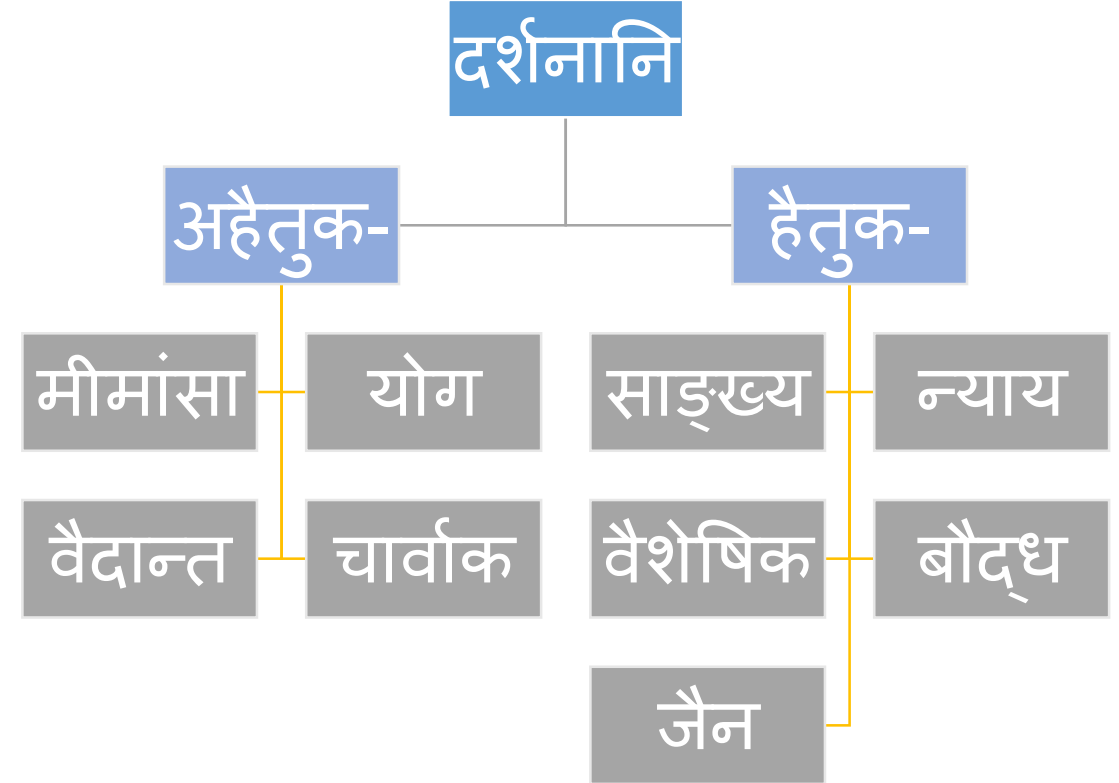 दर्शनानि
अहैतुक-
हैतुक-
मीमांसा
योग
साङ्ख्य
न्याय
वैदान्त
चार्वाक
वैशेषिक
बौद्ध
जैन